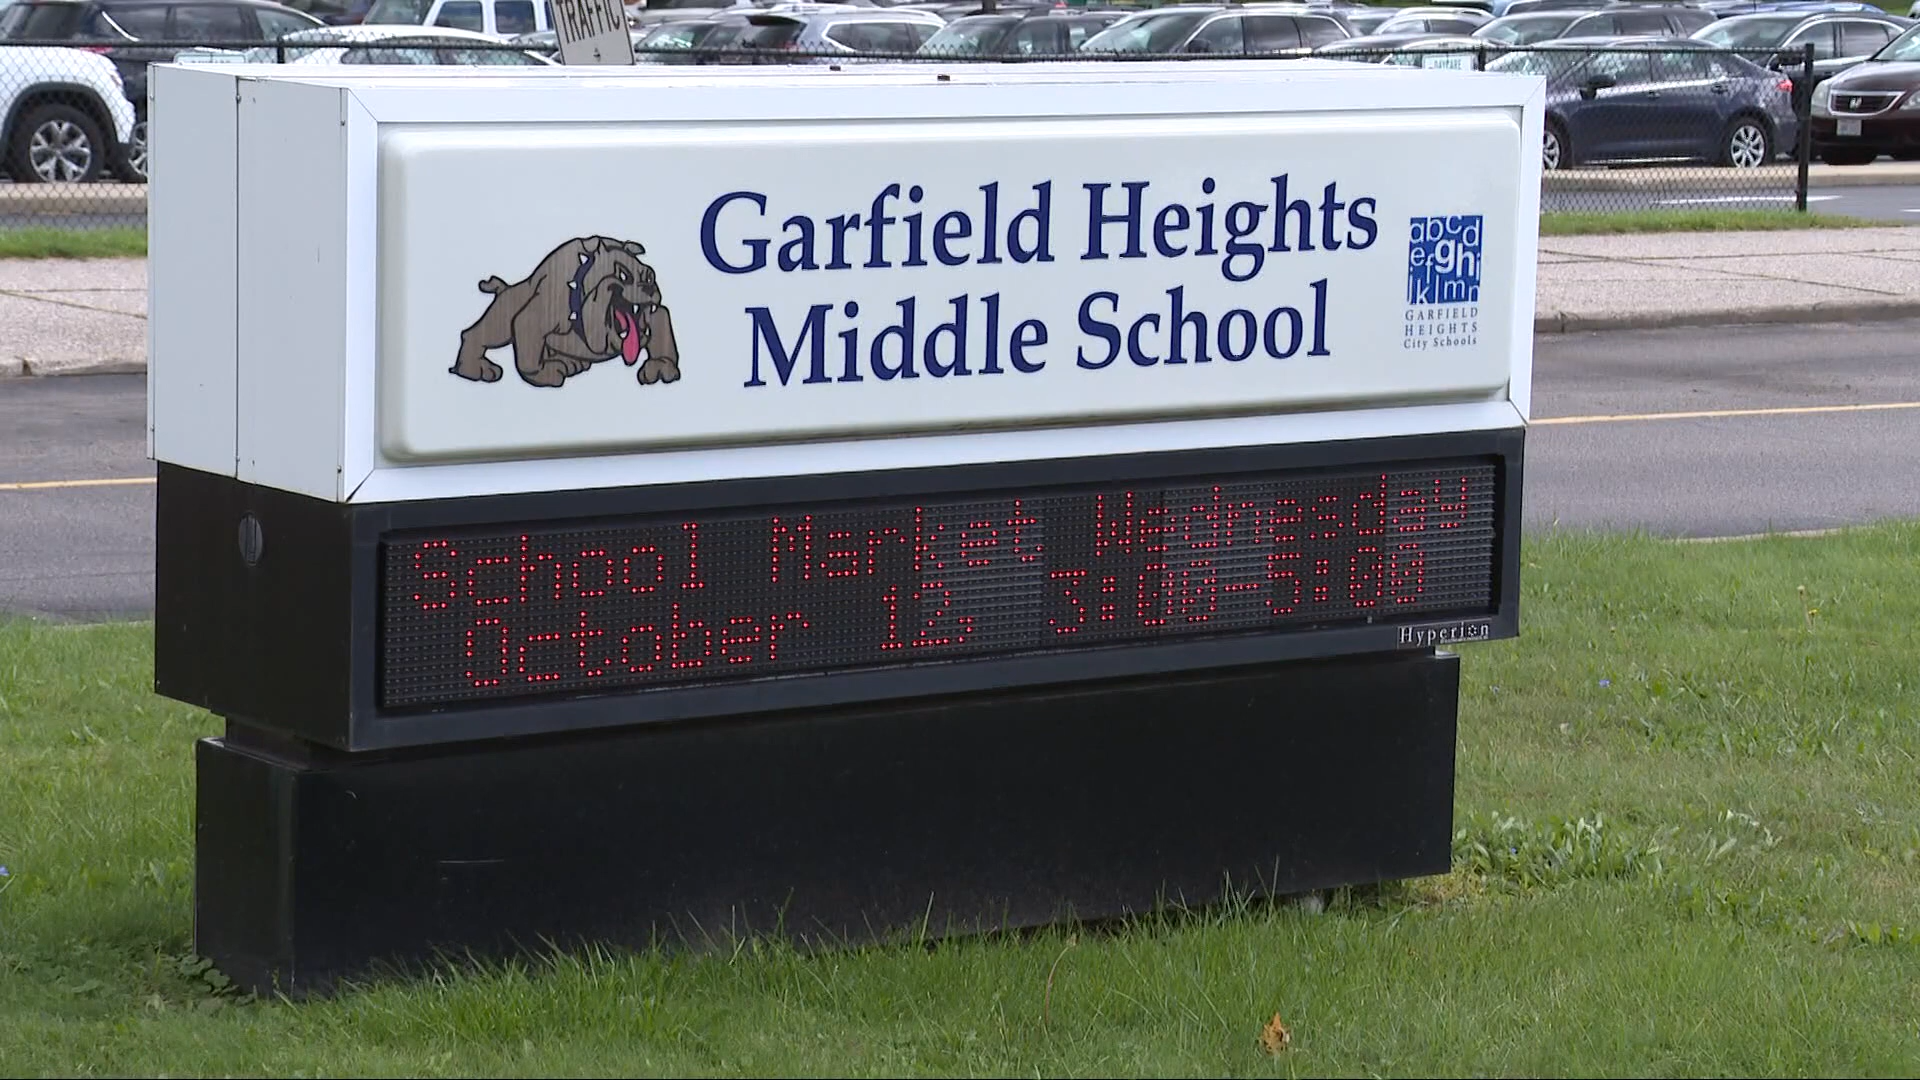 TRAFFIC
DAYCARE
Garfield Heights
Middle School
abcd
efghi
jklmn
GARFIELD
HEIGHTS
City Schools
School Market Wednesday
October 12, 3:00-5:00
Hyperion